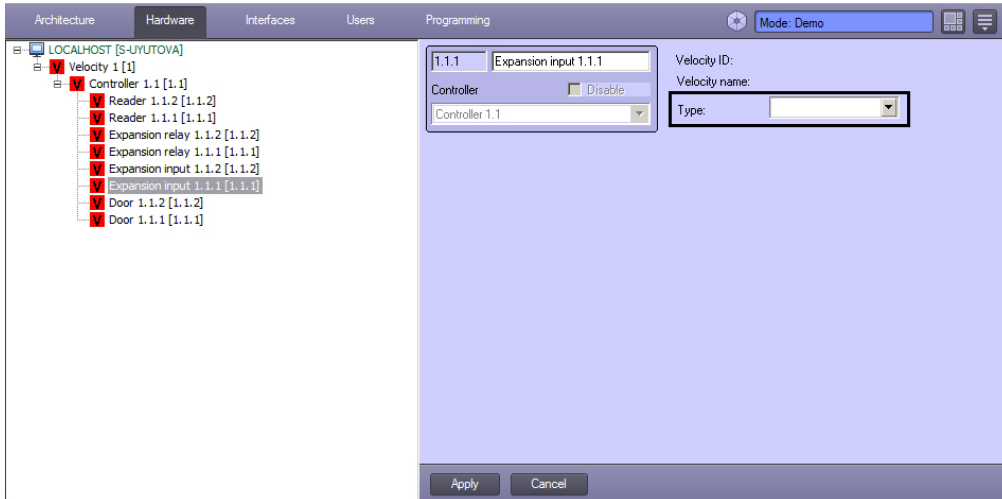 Architecture Hardware Interfaces Users Programming Mode: Demo
LOCALHOST [S-UYUTOVA]
Velocity 1 [1]
Controller 1.1 [1.1]
Reader 1.1.2 [1.1.2]
Reader 1.1.1 [1.1.1]
Expansion relay 1.1.2 [1.1.2]
Expansion relay 1.1.1 [1.1.1]
Expansion input 1.1.2 [1.1.2]
Expansion input 1.1.1 [1.1.1]
Door 1.1.2 [1.1.2]
Door 1.1.1 [1.1.1]
1.1.1 Expansion input 1.1.1
Controller Disable
Controller 1.1
Velocity ID:
Velocity name:
Type:
Apply Cancel